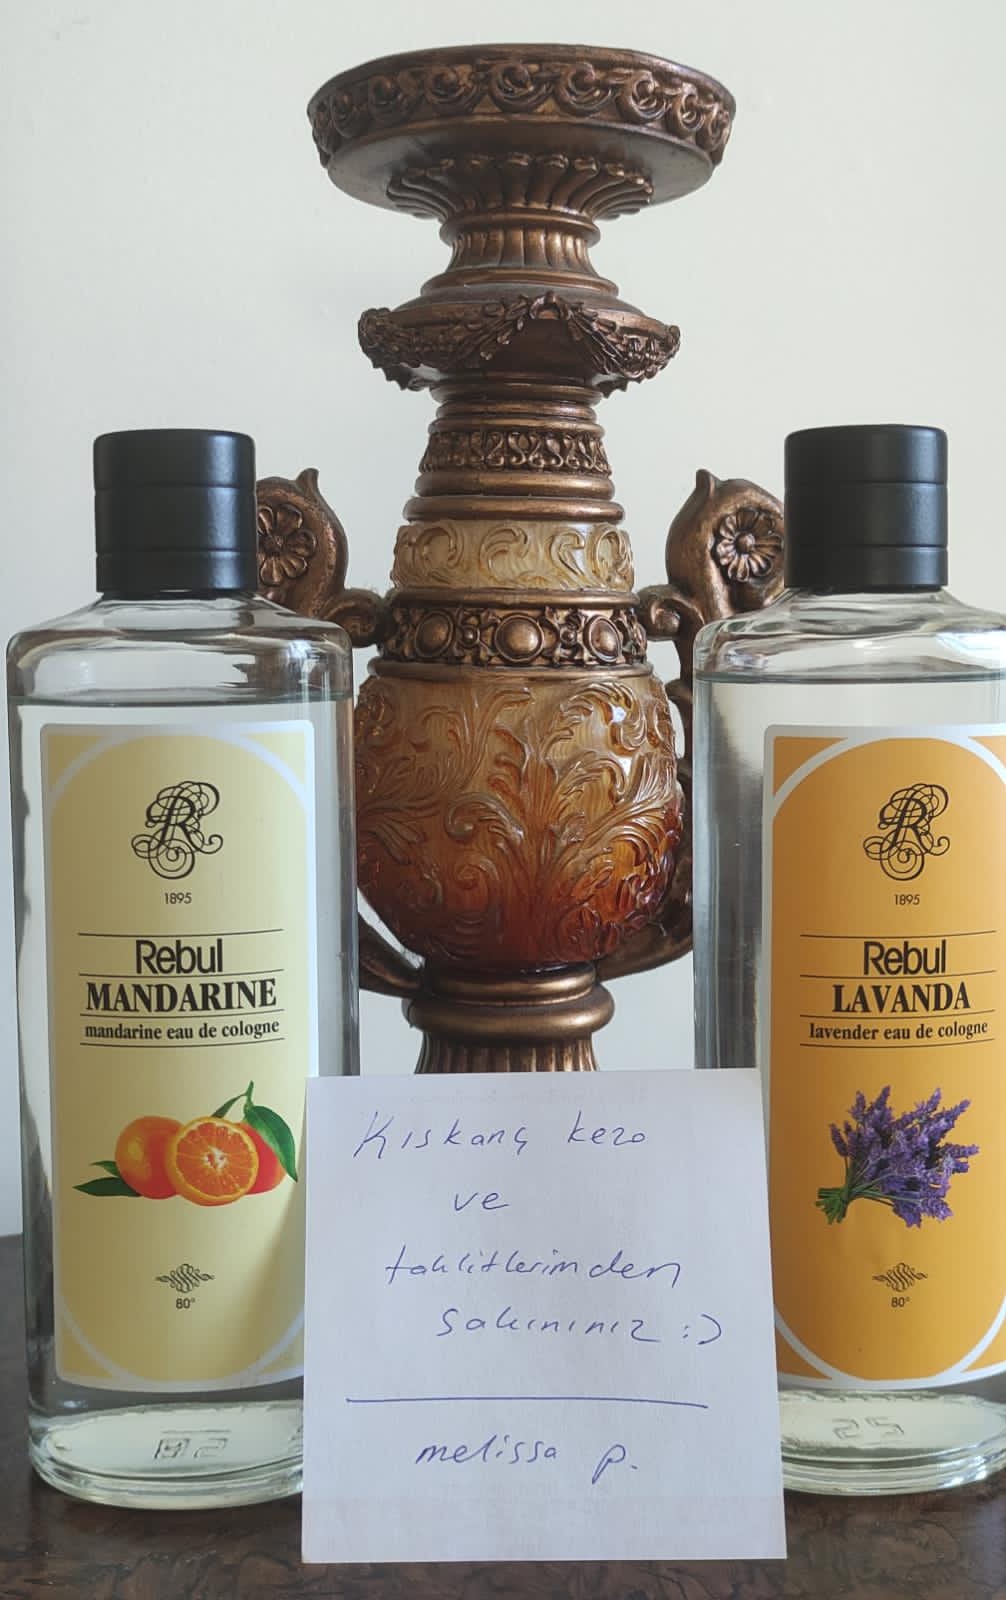 R
1895
Rebul
MANDARINE
mandarine eau de cologne
80°
R
1895
Rebul
LAVANDA
lavender eau de cologne
80°
25
Kıskanç kezo
ve
taklitlerimden
sakınınız :)
melissa p.